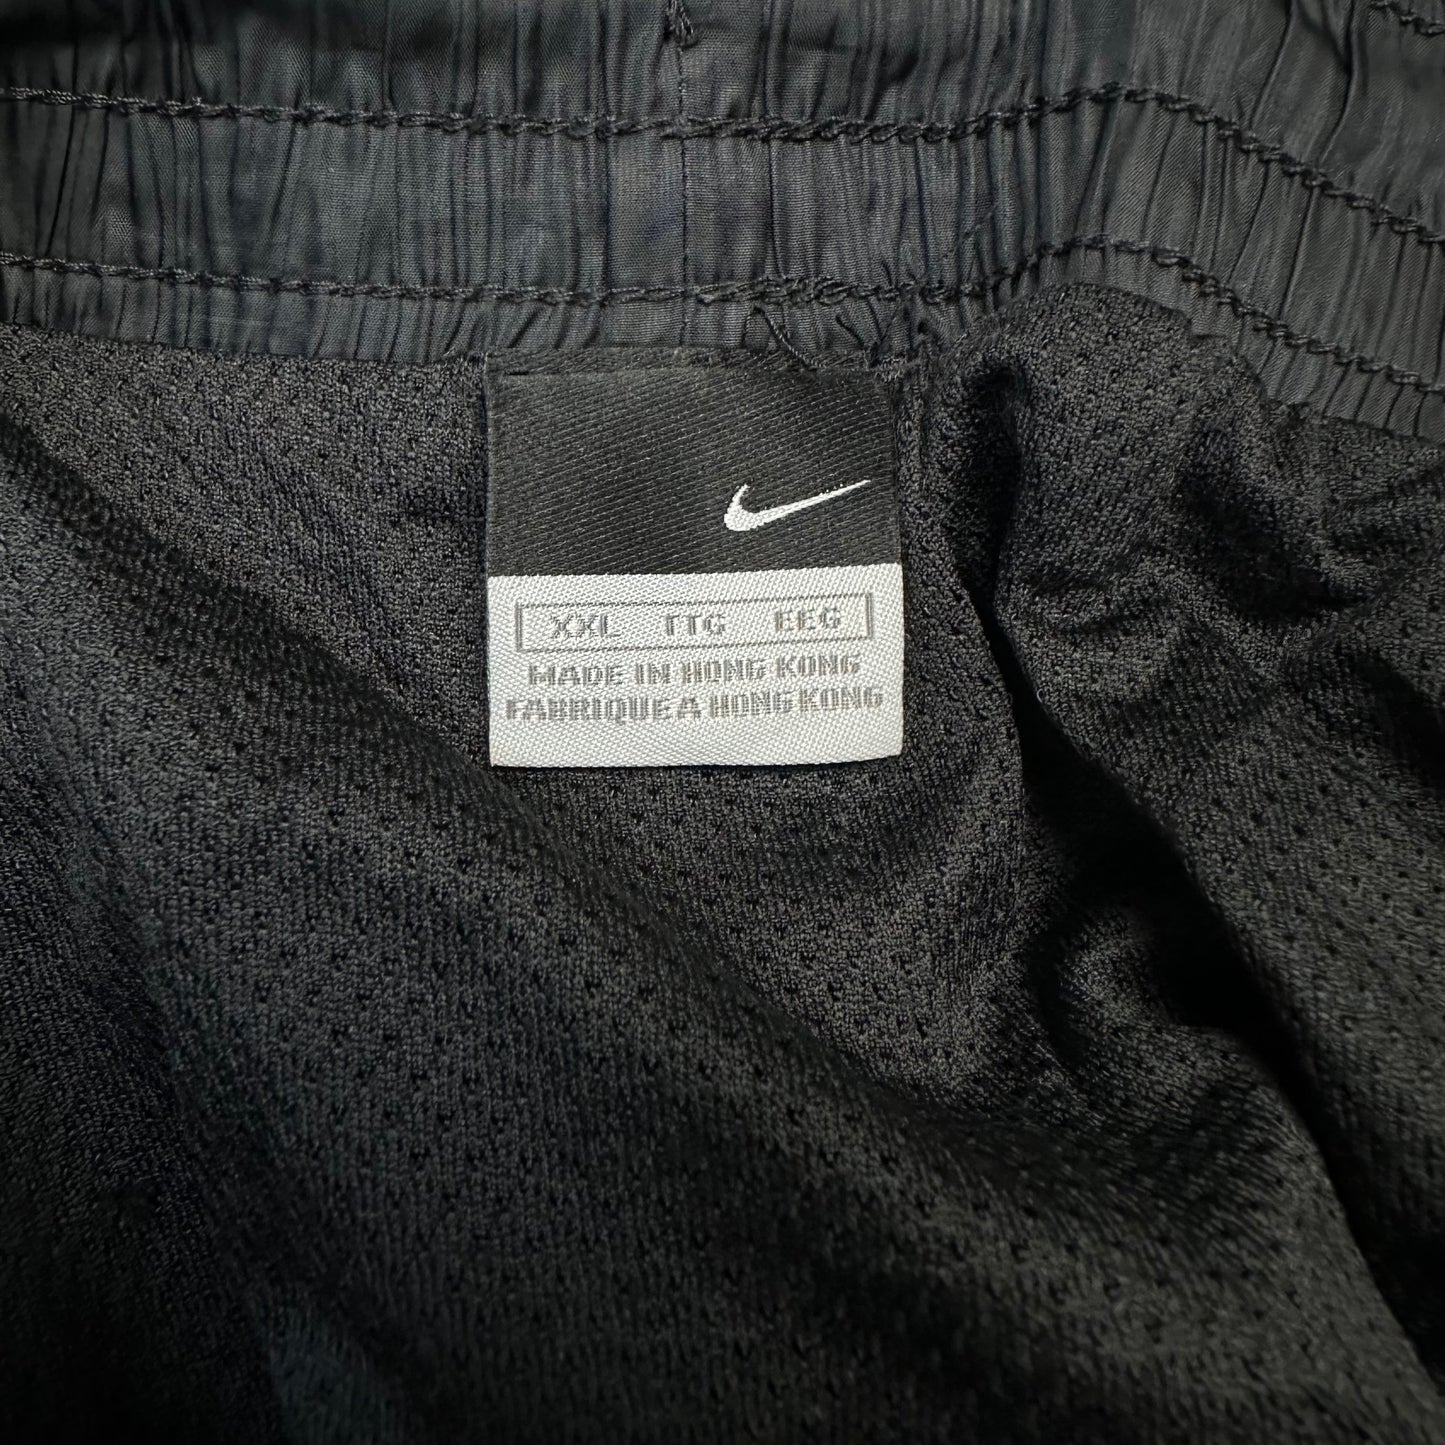 XXL TTG EEG
MADE IN HONG KONG
FABRIQUE A HONG KONG